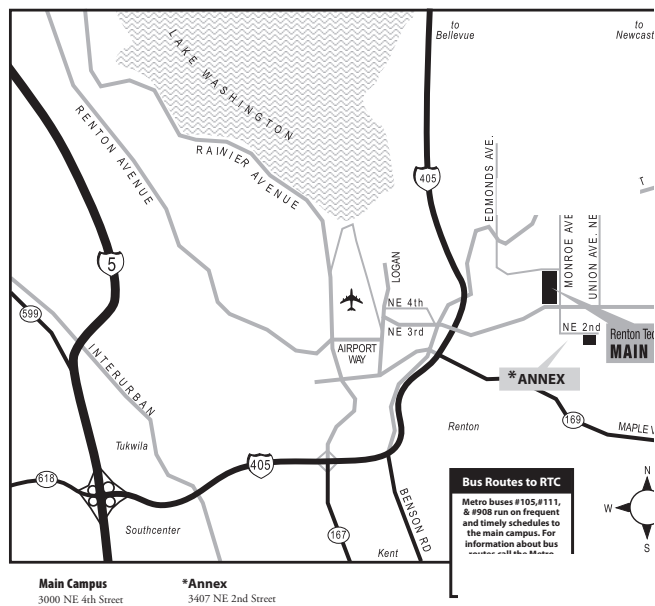 to
Bellevue
to
LAKE WASHINGTON
RENTON AVENUE
RAINIER AVENUE
EDMONDS AVE.
405
5
LOGAN
MONROE AVE
UNION AVE. NE
NE 4th
599
NE 3rd
NE 2nd
Renton
MAIN
AIRPORT
WAY
INTERURBAN
*ANNEX
169
MAPLE
Renton
Tukwila
405
618
Bus Routes to RTC
N
Metro buses #105,#111,
& #908 run on frequent
and timely schedules to
the main campus. For
information about bus
routes call the Metro
W
S
BENSON RD
Southcenter
167
Kent
Main Campus
3000 NE 4th Street
*Annex
3407 NE 2nd Street